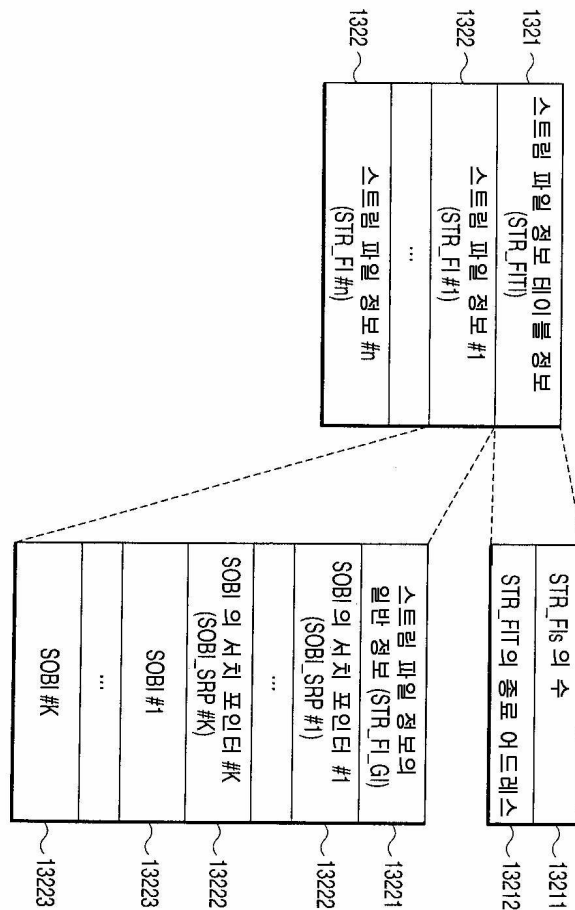 1321
스트림 파일 정보 테이블 정보
(STR_FITI)
1322
스트림 파일 정보 #1
(STR_FI #1)
...
1322
스트림 파일 정보 #n
(STR_FI #n)
STR_FIs 의 수
13211
STR_FIT의 종료 어드레스
13212
스트림 파일 정보의
일반 정보 (STR_FI_GI)
13221
SOBI의 서치 포인터 #1
(SOBI_SRP #1)
13222
...
SOBI 의 서치 포인터 #K
(SOBI_SRP #K)
13222
SOBI #1
13223
...
SOBI #K
13223